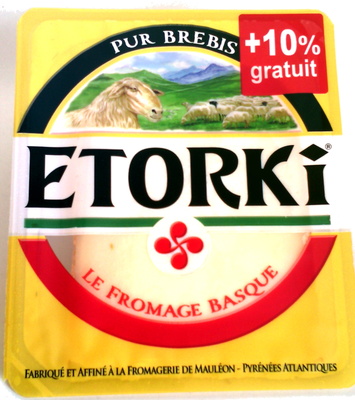 PUR BREBIS
+10%
gratuit
ETORKi®
LE FROMAGE BASQUE
FABRIQUÉ ET AFFINÉ À LA FROMAGERIE DE MAULÉON - PYRÉNÉES ATLANTIQUES